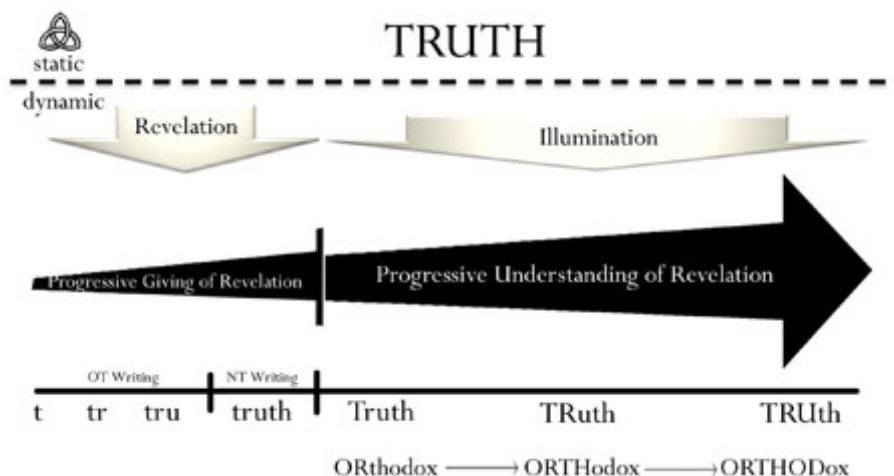 TRUTH
static
dynamic
Revelation
Illumination
Progressive Giving of Revelation
Progressive Understanding of Revelation
OT Writing
NT Writing
t tr tru truth Truth TRuth TRUth
ORthodox ORTHodox ORTHODox